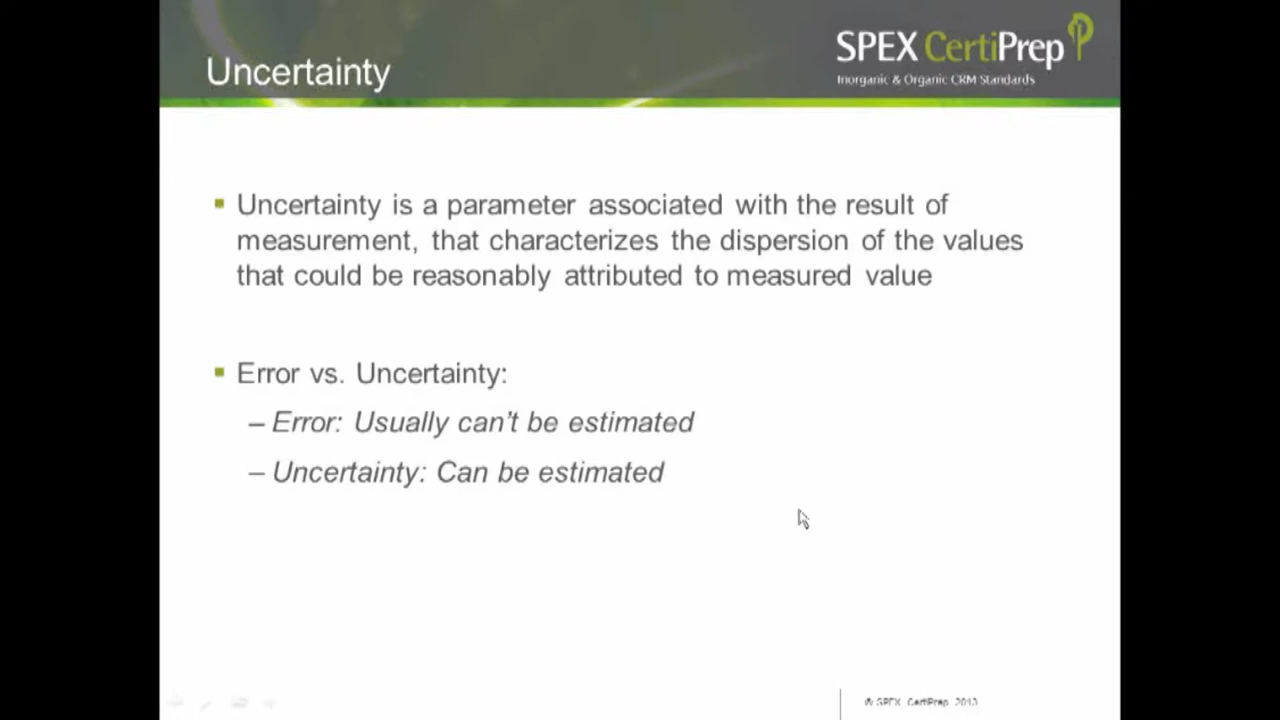 Uncertainty
SPEX CertiPrep
Inorganic & Organic CRM Standards
Uncertainty is a parameter associated with the result of
measurement, that characterizes the dispersion of the values
that could be reasonably attributed to measured value
Error vs. Uncertainty:
– Error: Usually can't be estimated
– Uncertainty: Can be estimated
© SPEX CertiPrep 2013